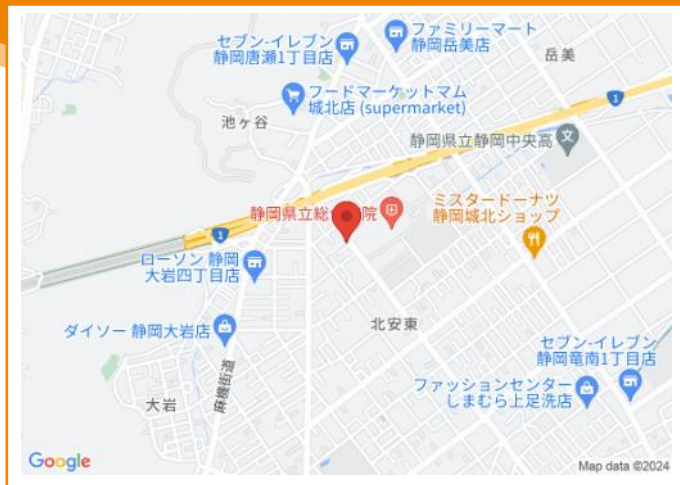 セブン-イレブン
静岡唐瀬1丁目店
ファミリーマート
静岡岳美店
岳美
フードマーケットマム
城北店 (supermarket)
池ヶ谷
1
静岡県立静岡中央高
文
静岡県立総
院
ミスタードーナツ
静岡城北ショップ
1
ローソン 静岡
大岩四丁目店
北安東
ダイソー 静岡大岩店
セブン-イレブン
静岡竜南1丁目店
麻機街道
大岩
ファッションセンター
しまむら上足洗店
Google
Map data ©2024